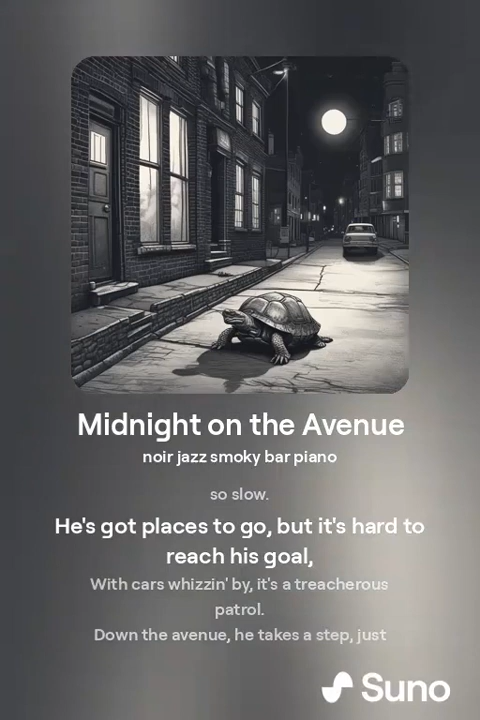 Midnight on the Avenue
noir jazz smoky bar piano
so slow.
He's got places to go, but it's hard to
reach his goal,
With cars whizzin' by, it's a treacherous
patrol.
Down the avenue, he takes a step, just
Suno